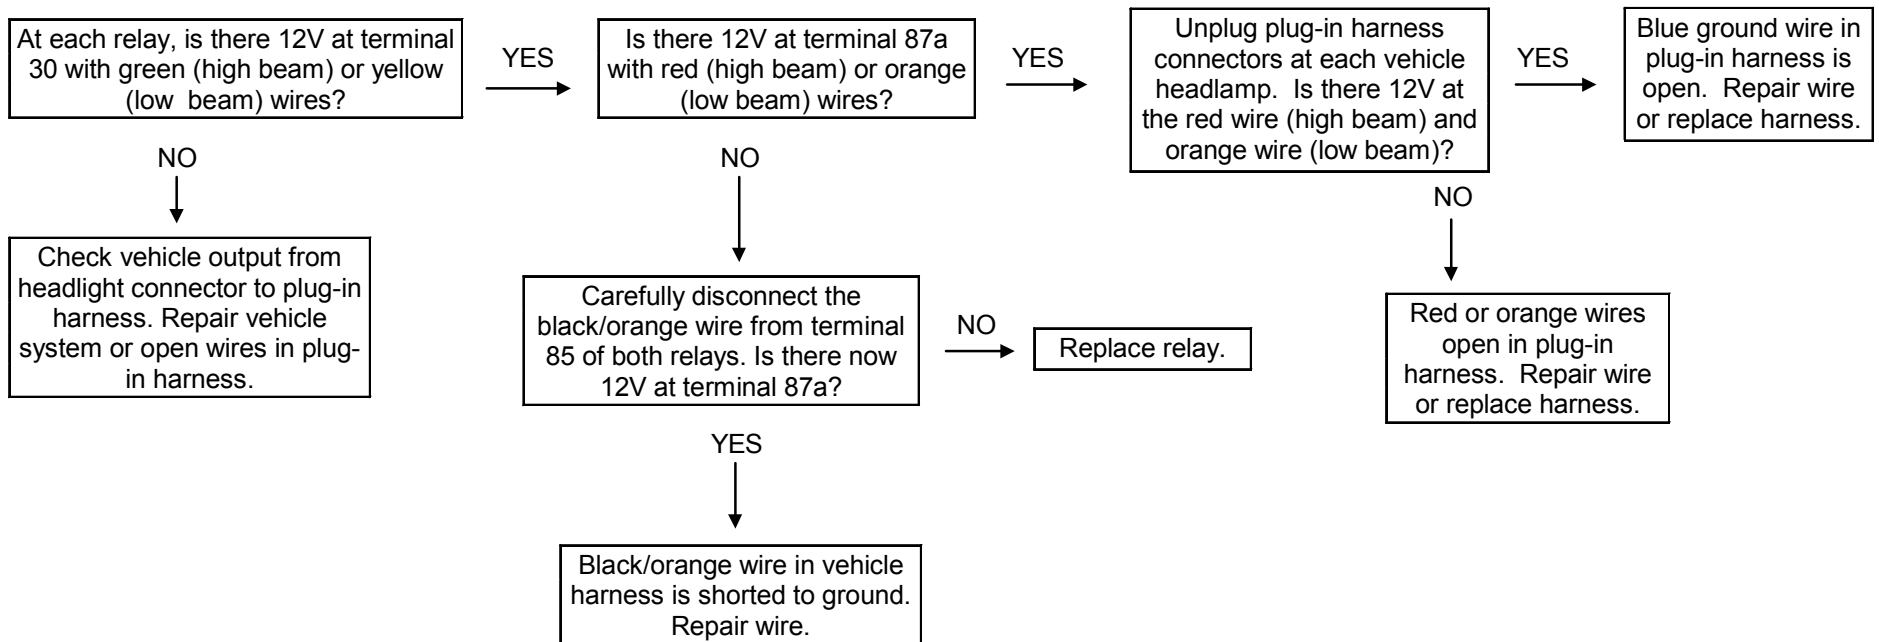 At each relay, is there 12V at terminal
30 with green (high beam) or yellow
(low beam) wires?
YES
Is there 12V at terminal 87a
with red (high beam) or orange
(low beam) wires?
YES
Unplug plug-in harness
connectors at each vehicle
headlamp. Is there 12V at
the red wire (high beam) and
orange wire (low beam)?
YES
Blue ground wire in
plug-in harness is
open. Repair wire
or replace harness.
NO
NO
NO
Check vehicle output from
headlight connector to plug-in
harness. Repair vehicle
system or open wires in plug-
in harness.
Carefully disconnect the
black/orange wire from terminal
85 of both relays. Is there now
12V at terminal 87a?
NO
Replace relay.
Red or orange wires
open in plug-in
harness. Repair wire
or replace harness.
YES
Black/orange wire in vehicle
harness is shorted to ground.
Repair wire.